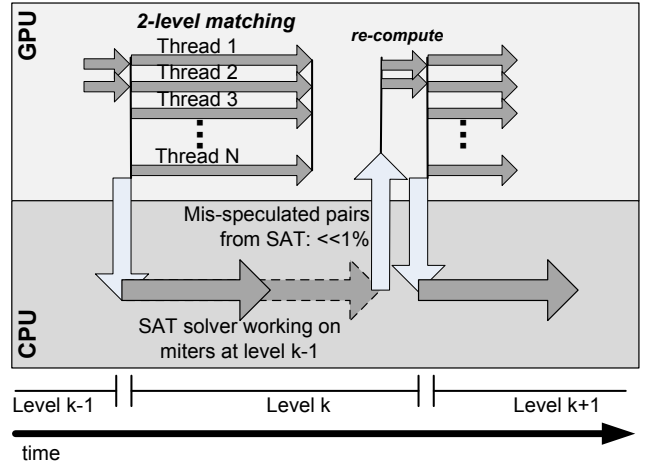 GPU
2-level matching
Thread 1
Thread 2
Thread 3
Thread N
re-compute
Mis-speculated pairs
from SAT: <<1%
CPU
SAT solver working on
miters at level k-1
Level k-1
Level k
Level k+1
time